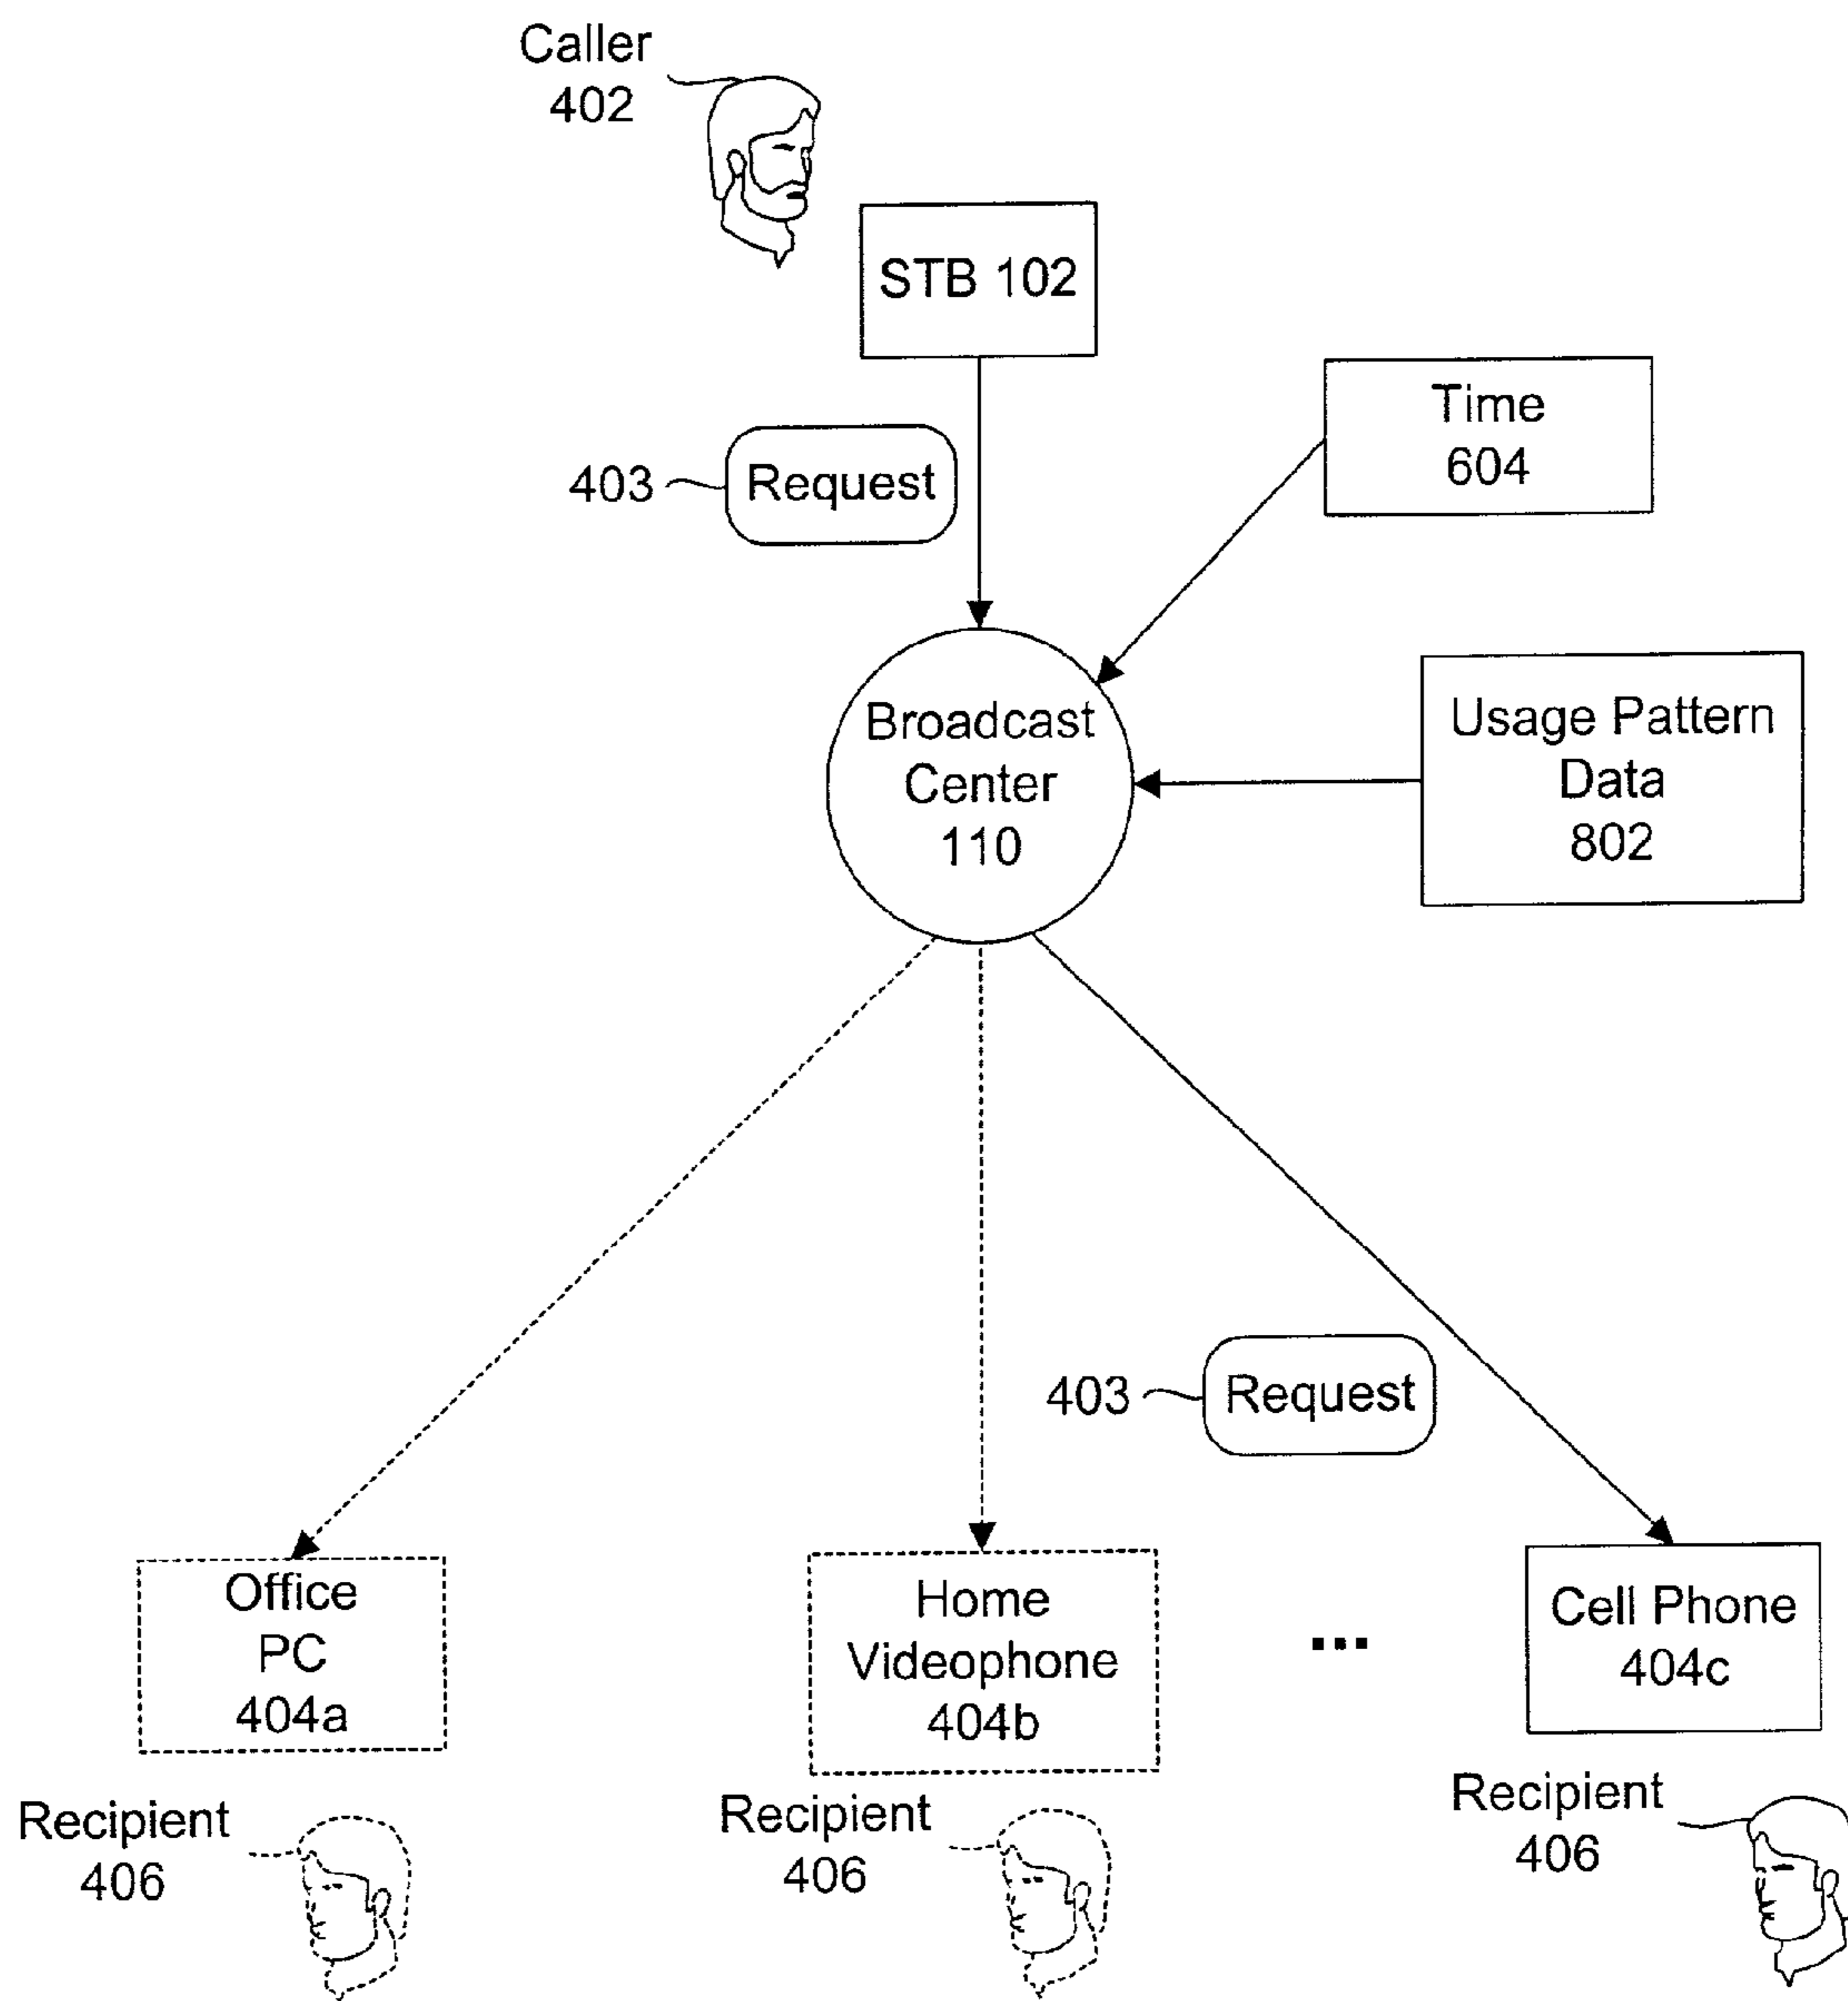 Caller
402
STB 102
Time
604
403
Request
Broadcast
Center
110
Usage Pattern
Data
802
403
Request
Office
PC
404a
Home
Videophone
404b
...
Cell Phone
404c
Recipient
406
Recipient
406
Recipient
406